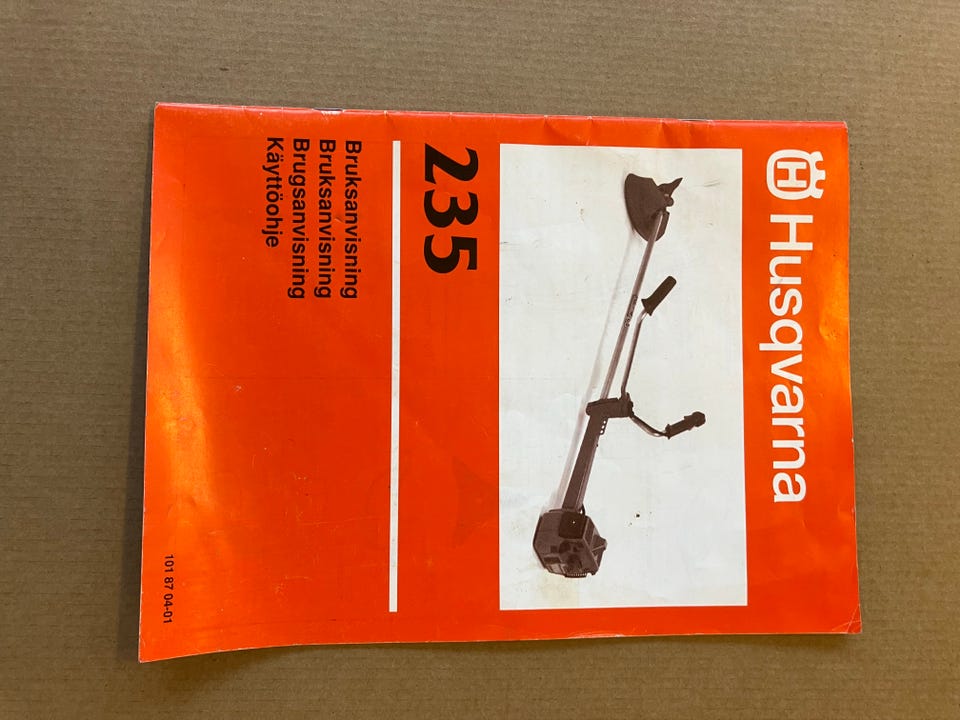 Husqvarna
235
Bruksanvisning
Bruksanvisning
Brugsanvisning
Käyttöohje
101 87 04-01